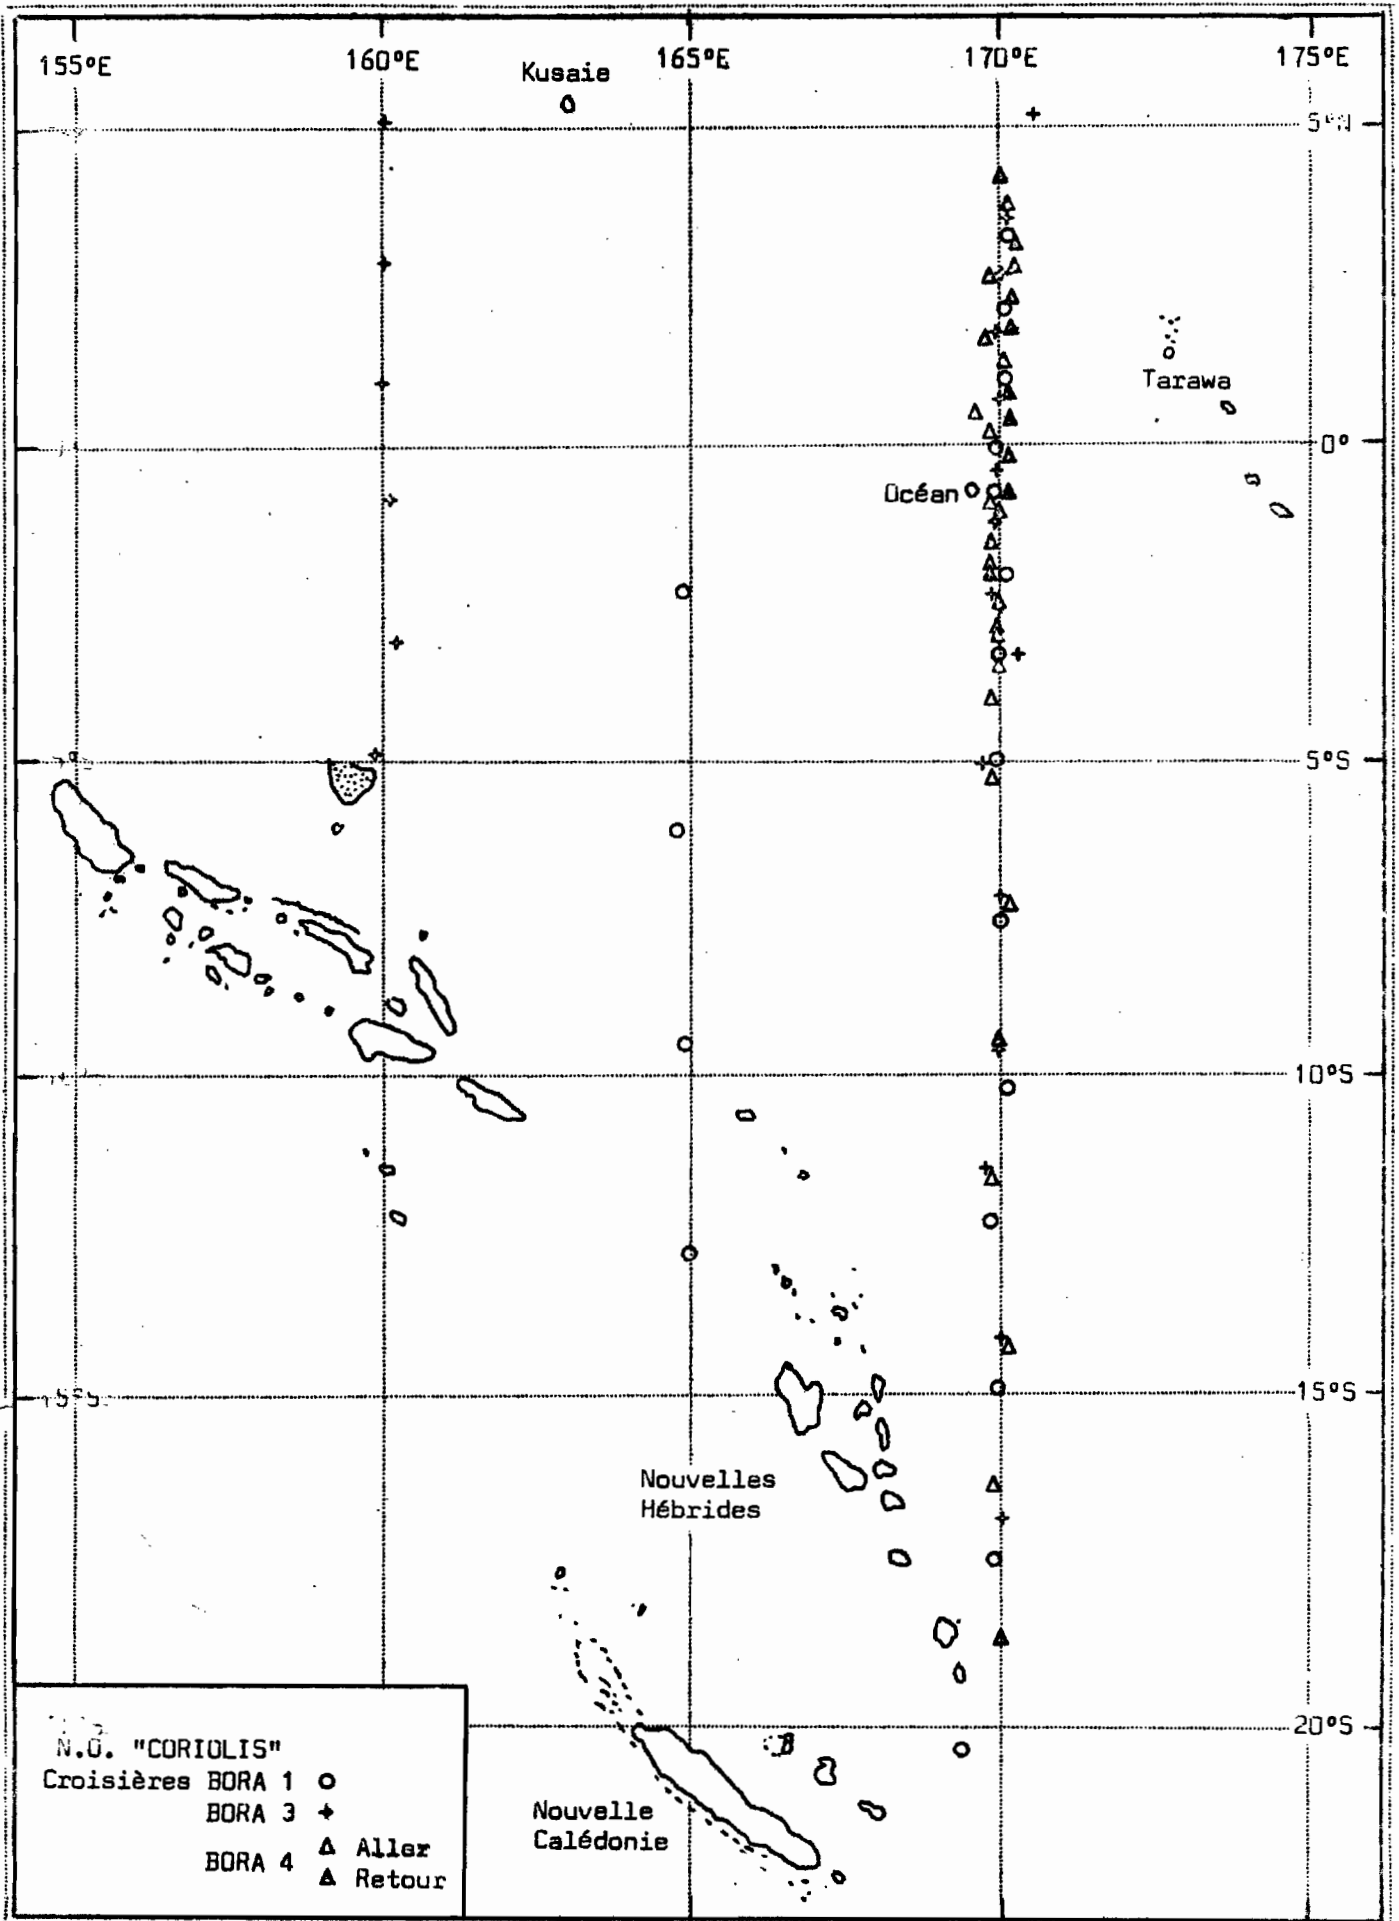 155°E 160°E 165°E 170°E 175°E
Kusaie
5°N
Tarawa
0°
Océan
5°S
10°S
15°S
Nouvelles
Hébrides
20°S
N.O. "CORIOLIS"
Croisières BORA 1
BORA 3
BORA 4
Aller
Retour
Nouvelle
Calédonie